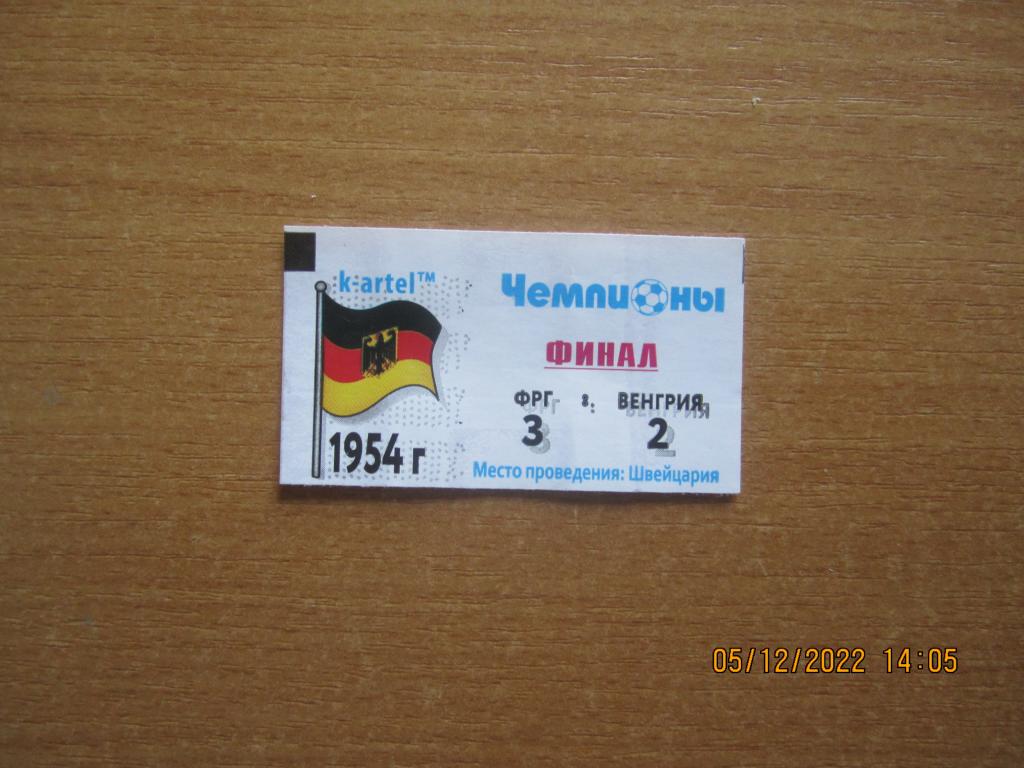 k-artel™
Чемпионы
ФИНАЛ
ФРГ : ВЕНГРИЯ
3 2
1954 г
Место проведения: Швейцария
05/12/2022 14:05